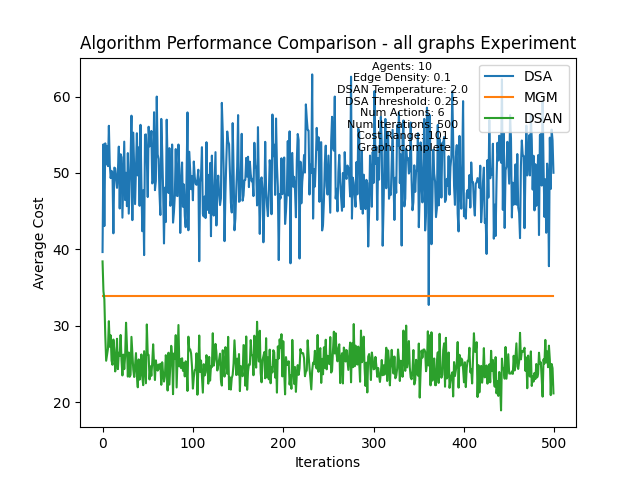 Algorithm Performance Comparison - all graphs Experiment
Agents: 10
Edge Density: 0.1
DSAN Temperature: 2.0
DSA Threshold: 0.25
Num Actions: 6
Num Iterations: 500
Cost Range: 101
Graph: complete
DSA
MGM
DSAN
Average Cost
60
50
40
30
20
0
100
200
300
400
500
Iterations